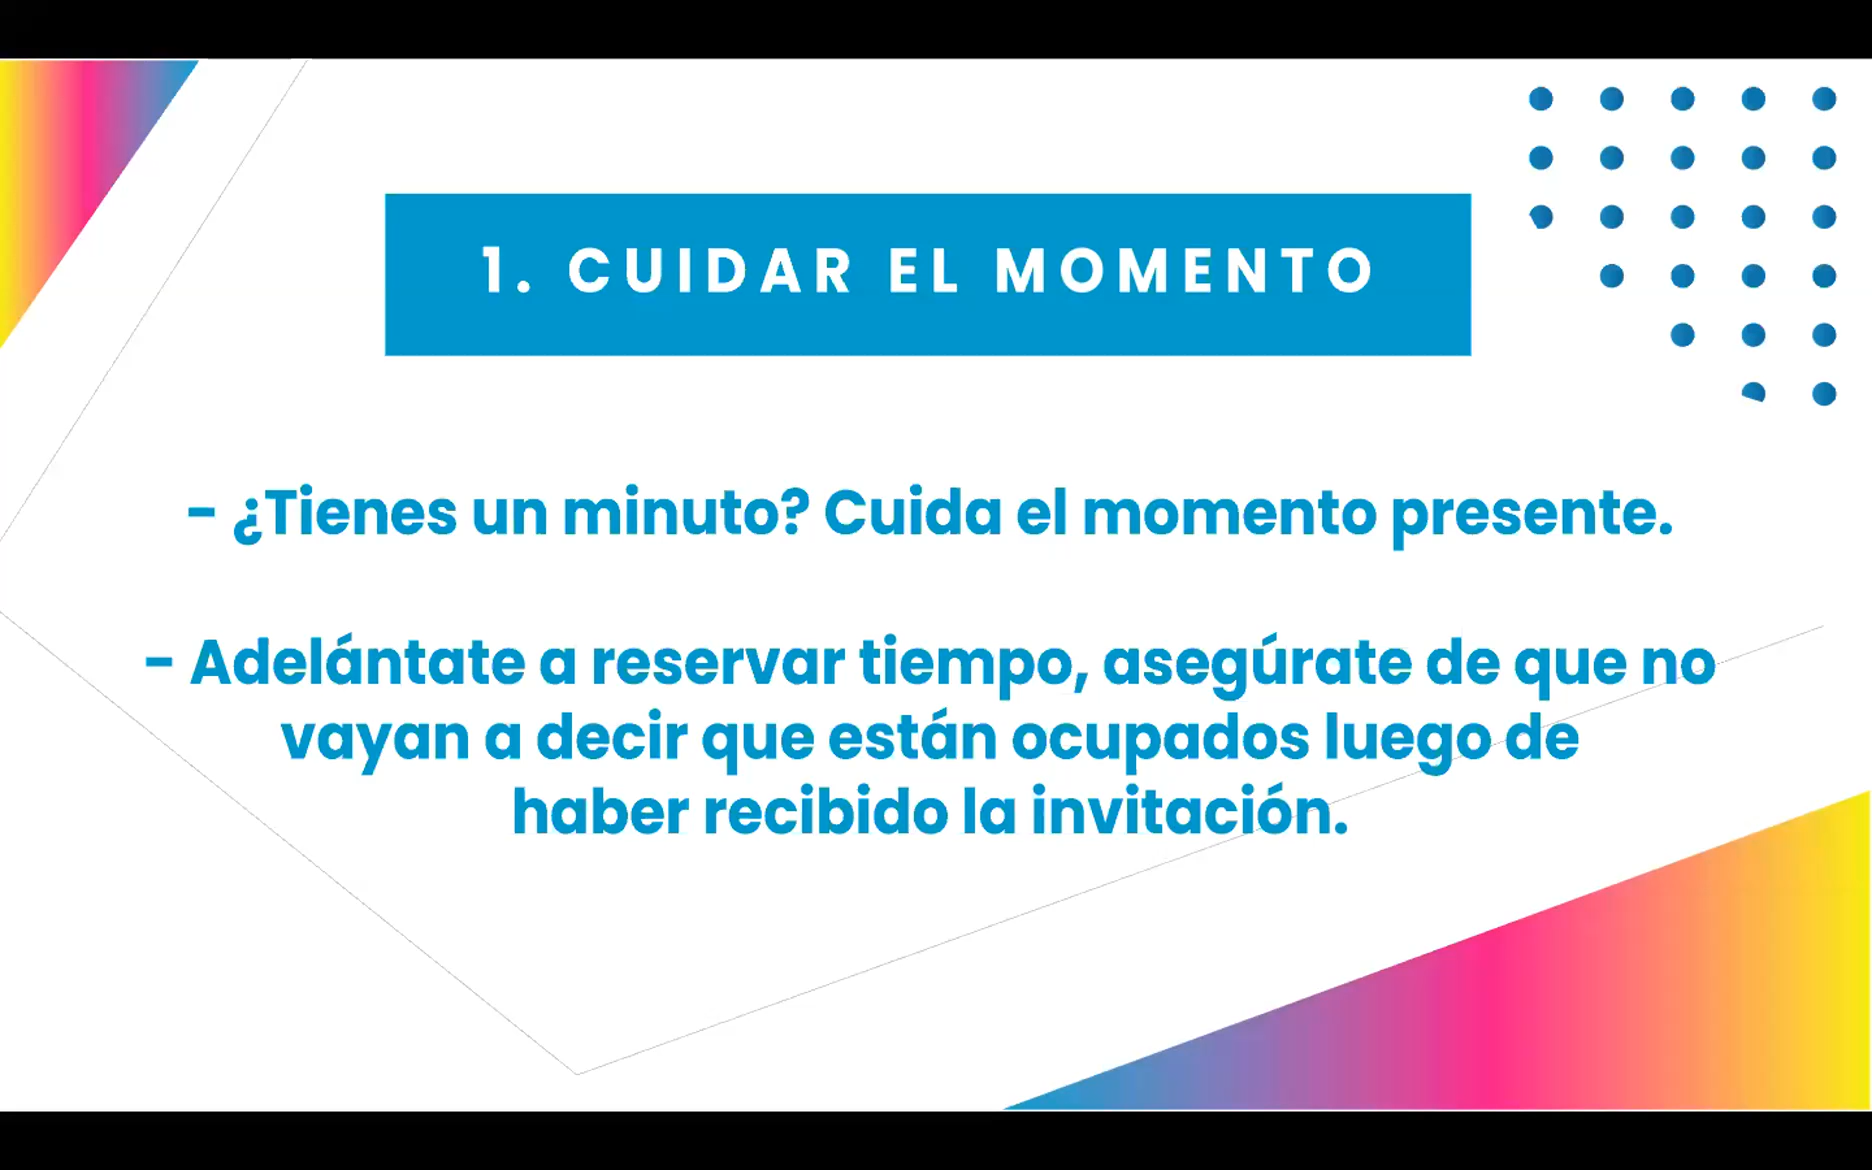 1. CUIDAR EL MOMENTO
- ¿Tienes un minuto? Cuida el momento presente.
- Adelántate a reservar tiempo, asegúrate de que no
vayan a decir que están ocupados luego de
haber recibido la invitación.